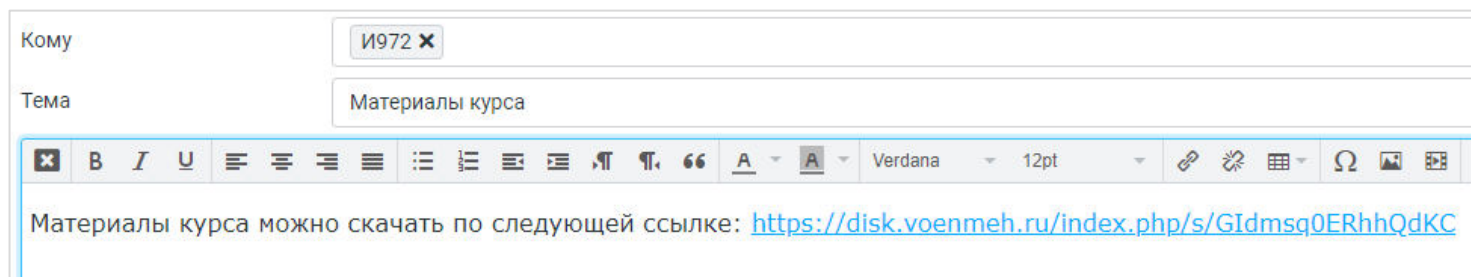 Кому И972
Тема Материалы курса
B I U Verdana 12pt
Материалы курса можно скачать по следующей ссылке: https://disk.voenmeh.ru/index.php/s/GIdmsq0ERhhQdKC